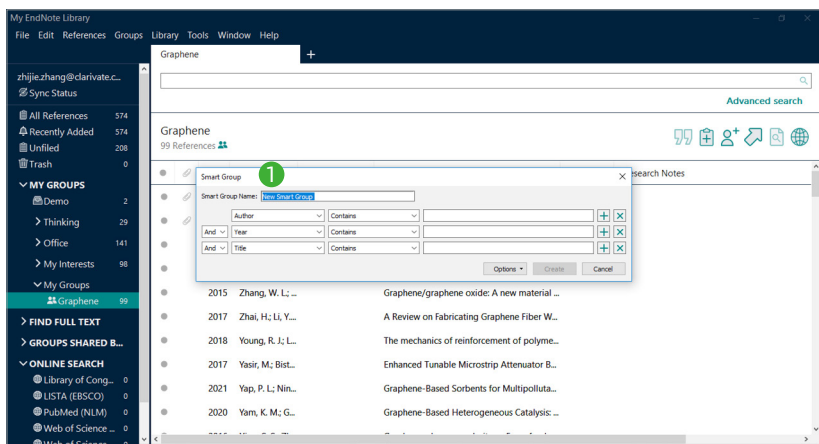 My EndNote Library
File Edit References Groups Library Tools Window Help
Graphene +
zhijie.zhang@clarivate.c...
Sync Status
Advanced search
All References 574
Recently Added 574
Unfiled 208
Trash 0
Graphene
99 References
MY GROUPS
Demo 2
Thinking 29
Office 141
My Interests 98
My Groups
Graphene 99
FIND FULL TEXT
GROUPS SHARED B...
ONLINE SEARCH
Library of Cong... 0
LISTA (EBSCO) 0
PubMed (NLM) 0
Web of Science ... 0
esearch Notes
Smart Group 1
Smart Group Name: New Smart Group
Author Contains
And Year Contains
And Title Contains
Options Create Cancel
2015 Zhang, W. L.; ... Graphene/graphene oxide: A new material ...
2017 Zhai, H.; Li, Y.... A Review on Fabricating Graphene Fiber W...
2018 Young, R. J.; L... The mechanics of reinforcement of polyme...
2017 Yasir, M.; Bist... Enhanced Tunable Microstrip Attenuator B...
2021 Yap, P. L.; Nin... Graphene-Based Sorbents for Multipolluta...
2020 Yam, K. M.; G... Graphene-Based Heterogeneous Catalysis: ...